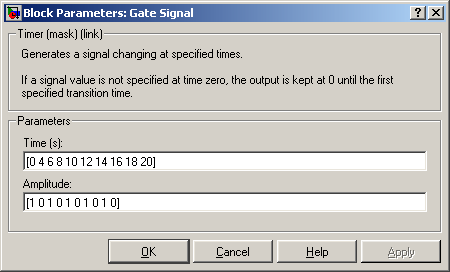 Block Parameters: Gate Signal
Timer (mask) (link)
Generates a signal changing at specified times.
If a signal value is not specified at time zero, the output is kept at 0 until the first
specified transition time.
Parameters
Time (s):
[0 4 6 8 10 12 14 16 18 20]
Amplitude:
[1 0 1 0 1 0 1 0 1 0]
OK
Cancel
Help
Apply